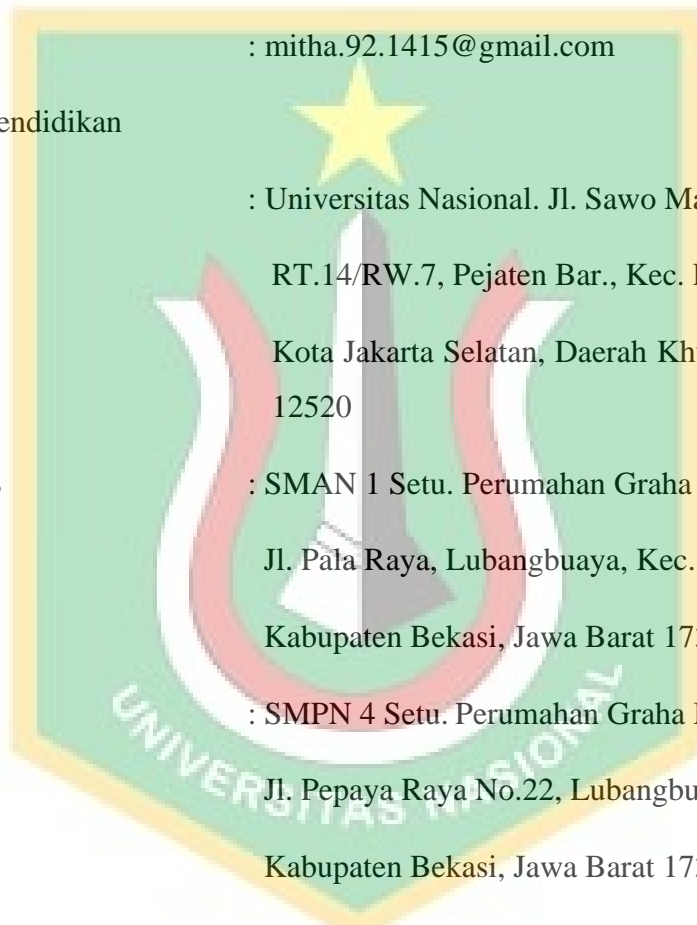 : mitha.92.1415@gmail.com
endidikan
: Universitas Nasional. Jl. Sawo Ma
RT.14/RW.7, Pejaten Bar., Kec.
Kota Jakarta Selatan, Daerah Kh
12520
: SMAN 1 Setu. Perumahan Graha
Jl. Pala Raya, Lubangbuaya, Kec.
Kabupaten Bekasi, Jawa Barat 17
: SMPN 4 Setu. Perumahan Graha
Jl. Pepaya Raya No.22, Lubangbu
Kabupaten Bekasi, Jawa Barat 17
UNIVERSITAS NASIONAL